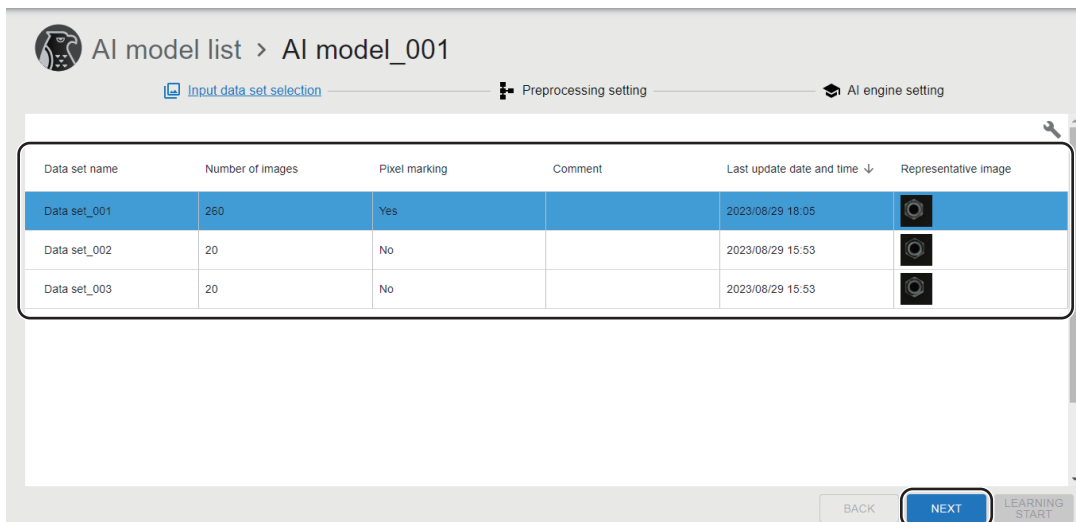 AI model list > AI model_001
Input data set selection Preprocessing setting AI engine setting
Data set name Number of images Pixel marking Comment Last update date and time ↓ Representative image
Data set_001 260 Yes 2023/08/29 18:05
Data set_002 20 No 2023/08/29 15:53
Data set_003 20 No 2023/08/29 15:53
BACK NEXT LEARNING
START